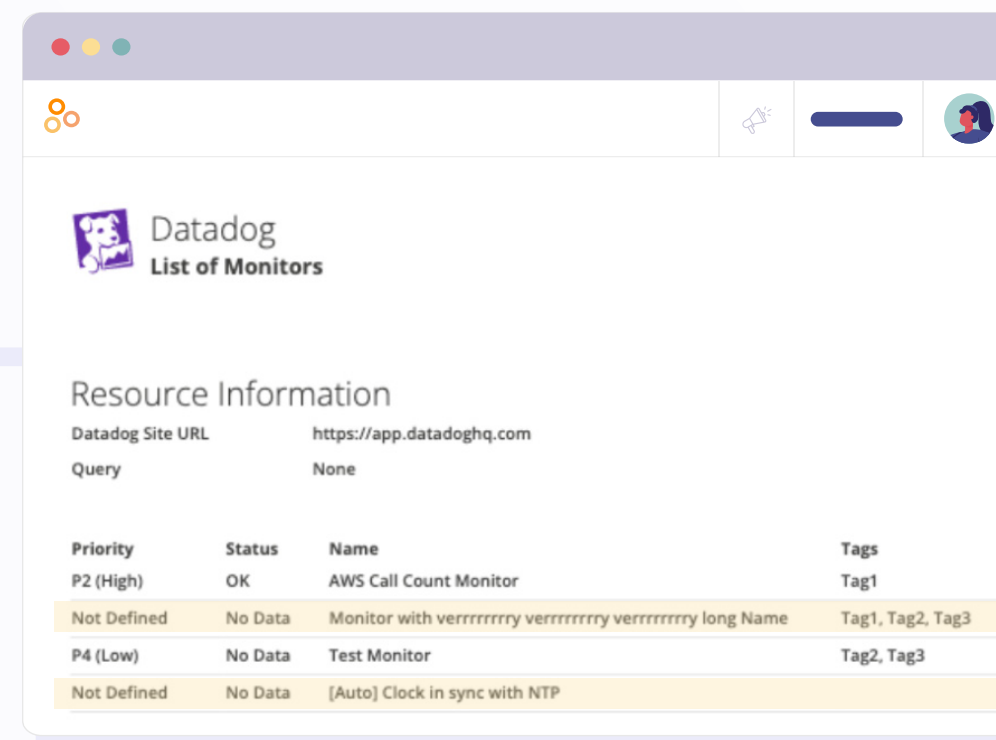 Datadog
List of Monitors
Resource Information
Datadog Site URL https://app.datadoghq.com
Query None
Priority Status Name Tags
P2 (High) OK AWS Call Count Monitor Tag1
Not Defined No Data Monitor with verrrrrrrry verrrrrrrry verrrrrrrry long Name Tag1, Tag2, Tag3
P4 (Low) No Data Test Monitor Tag2, Tag3
Not Defined No Data [Auto] Clock in sync with NTP